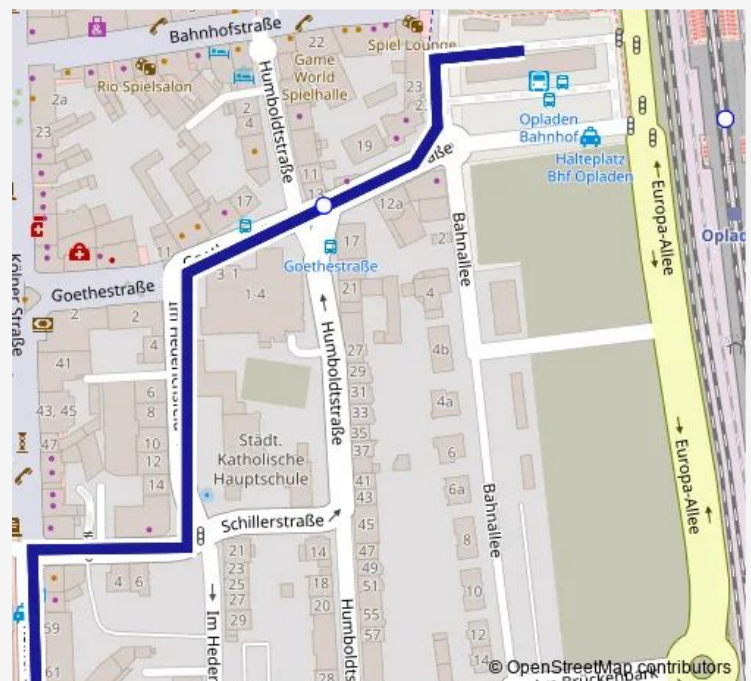 Bahnhofstraße
22
Spiel Lounge
Game
World
Spielhalle
Rio Spielsalon
Humboldtstraße
2a
2
4
23
23
19
11
13
Opladen
Bahnhof
Halteplatz
Bhf Opladen
Europa-Allee
12a
17
17
2
11
Goethestraße
Goethestraße
Bahnallee
3-1
1-4
21
4
Kölner Straße
2
2
4
41
6
8
43, 45
47
10
12
14
27
29
31
33
35
37
41
43
45
47
49
51
55
57
4b
4a
6
6a
8
10
12
14
Humboldtstraße
Städt.
Katholische
Hauptschule
Schillerstraße
Bahnallee
Europa-Allee
21
23
25
27
29
14
18
20
4
6
59
61
© OpenStreetMap contributors